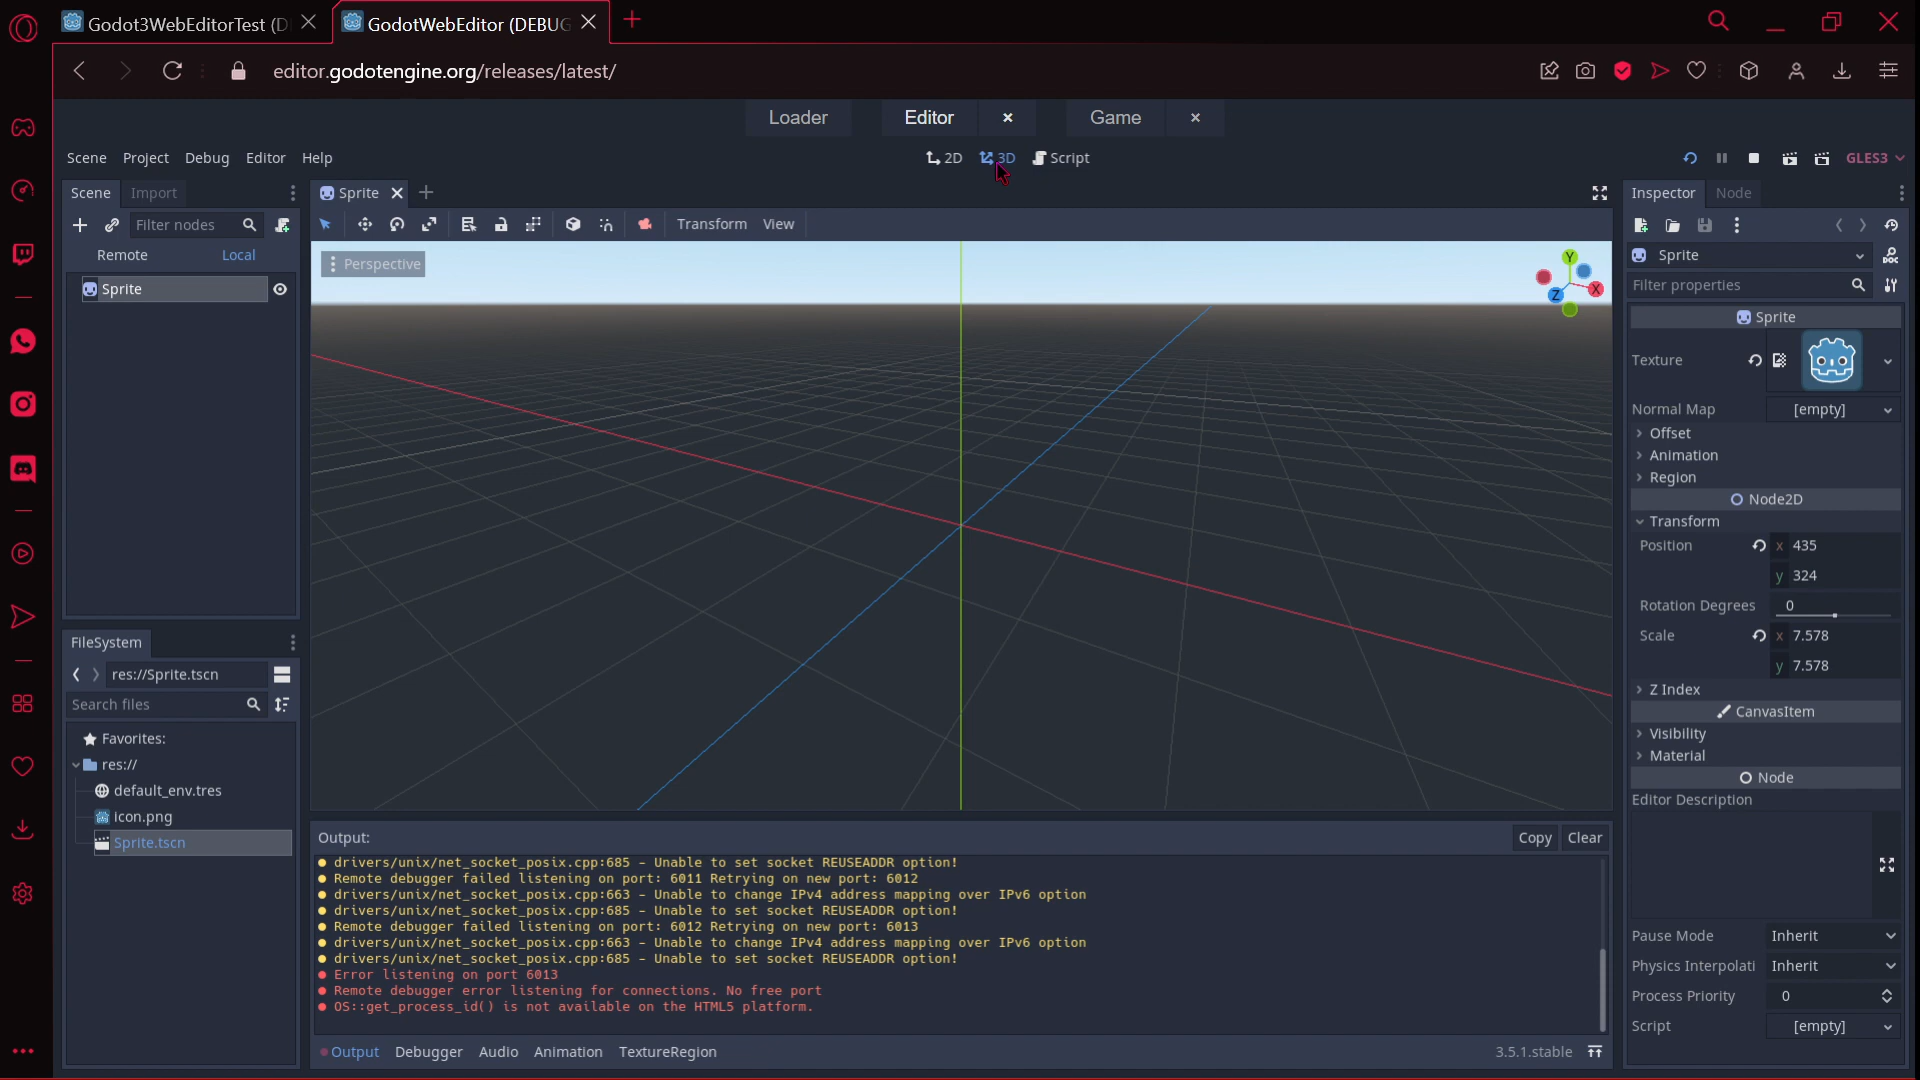 Godot3WebEditorTest (D
GodotWebEditor (DEBUG
editor.godotengine.org/releases/latest/
Loader
Editor
Game
Scene Project Debug Editor Help
2D 3D Script
GLES3
Scene Import
Sprite
Inspector Node
Filter nodes
Transform View
Remote Local
Sprite
Perspective
Y
X
Z
Sprite
Filter properties
Sprite
Texture
Normal Map [empty]
Offset
Animation
Region
Node2D
Transform
Position x 435
y 324
Rotation Degrees 0
Scale x 7.578
y 7.578
Z Index
CanvasItem
Visibility
Material
Node
Editor Description
Pause Mode Inherit
Physics Interpolati Inherit
Process Priority 0
Script [empty]
FileSystem
res://Sprite.tscn
Search files
Favorites:
res://
default_env.tres
icon.png
Sprite.tscn
Output:
Copy Clear
drivers/unix/net_socket_posix.cpp:685 - Unable to set socket REUSEADDR option!
Remote debugger failed listening on port: 6011 Retrying on new port: 6012
drivers/unix/net_socket_posix.cpp:663 - Unable to change IPv4 address mapping over IPv6 option
drivers/unix/net_socket_posix.cpp:685 - Unable to set socket REUSEADDR option!
Remote debugger failed listening on port: 6012 Retrying on new port: 6013
drivers/unix/net_socket_posix.cpp:663 - Unable to change IPv4 address mapping over IPv6 option
drivers/unix/net_socket_posix.cpp:685 - Unable to set socket REUSEADDR option!
Error listening on port 6013
Remote debugger error listening for connections. No free port
OS::get_process_id() is not available on the HTML5 platform.
Output Debugger Audio Animation TextureRegion
3.5.1.stable